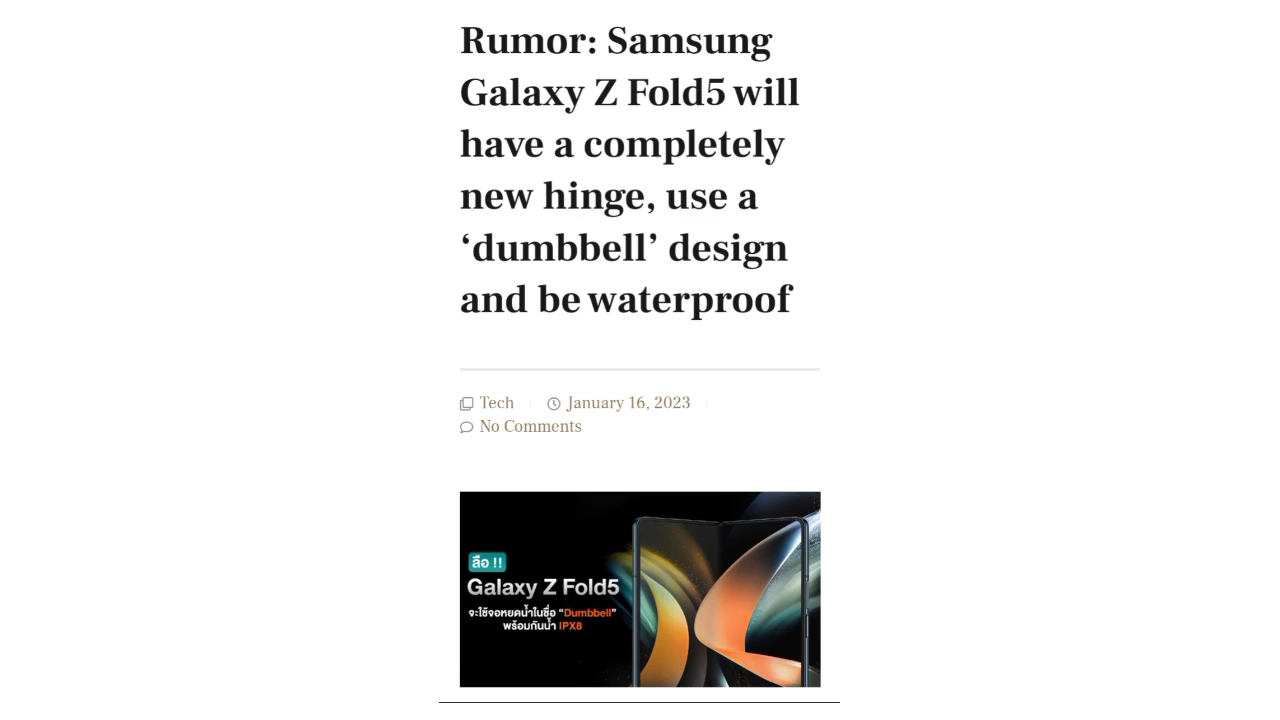 Rumor: Samsung
Galaxy Z Fold5 will
have a completely
new hinge, use a
‘dumbbell’ design
and be waterproof
Tech
January 16, 2023
No Comments
ลือ !!
Galaxy Z Fold5
จะใช้จอหยดน้ำในชื่อ “Dumbbell”
พร้อมกันน้ำ IPX8